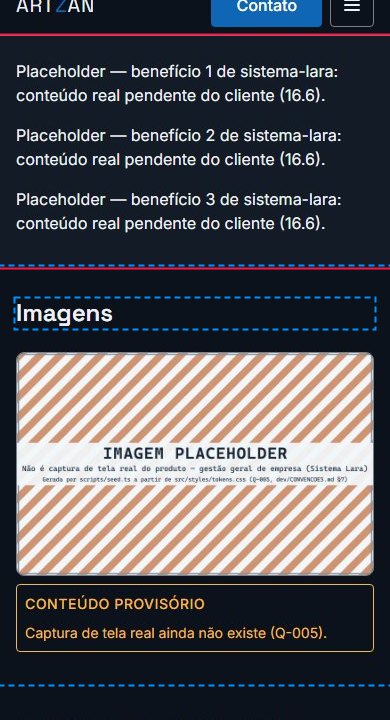 ARTZAN
Contato
Placeholder — benefício 1 de sistema-lara:
conteúdo real pendente do cliente (16.6).
Placeholder — benefício 2 de sistema-lara:
conteúdo real pendente do cliente (16.6).
Placeholder — benefício 3 de sistema-lara:
conteúdo real pendente do cliente (16.6).
Imagens
IMAGEM PLACEHOLDER
Não é captura de tela real do produto — gestão geral de empresa (Sistema Lara)
Gerada por scripts/seed.ts a partir de src/styles/tokens.css (Q-005, dev/CONVENCOES.md §7)
CONTEÚDO PROVISÓRIO
Captura de tela real ainda não existe (Q-005).